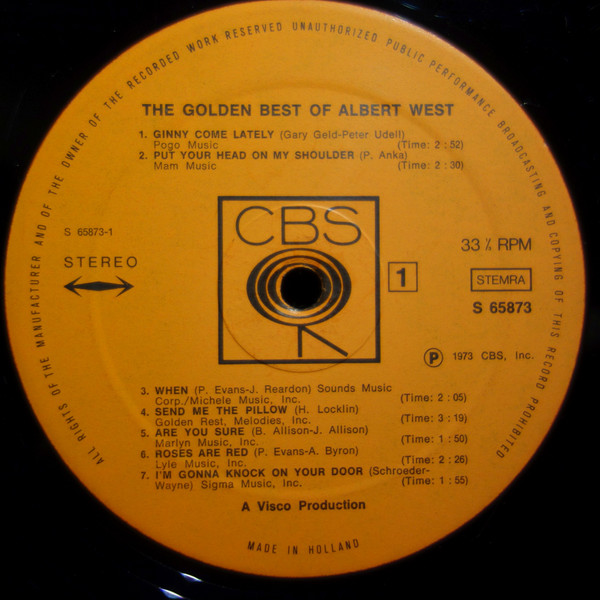 ALL RIGHTS OF THE MANUFACTURER AND OF THE OWNER OF THE RECORDED WORK RESERVED UNAUTHORIZED PUBLIC PERFORMANCE BROADCASTING AND COPYING OF THIS RECORD PROHIBITED
THE GOLDEN BEST OF ALBERT WEST
1. GINNY COME LATELY (Gary Geld-Peter Udell)
Pogo Music (Time: 2 : 52)
2. PUT YOUR HEAD ON MY SHOULDER (P. Anka)
Mam Music (Time: 2 : 30)
CBS
S 65873-1
STEREO
1
33 ⅓ RPM
STEMRA
S 65873
Ⓟ 1973 CBS, Inc.
3. WHEN (P. Evans-J. Reardon) Sounds Music
Corp./Michele Music, Inc. (Time: 2 : 05)
4. SEND ME THE PILLOW (H. Locklin)
Golden Rest, Melodies, Inc. (Time: 3 : 19)
5. ARE YOU SURE (B. Allison-J. Allison)
Marlyn Music, Inc. (Time: 1 : 50)
6. ROSES ARE RED (P. Evans-A. Byron)
Lyle Music, Inc. (Time: 2 : 26)
7. I'M GONNA KNOCK ON YOUR DOOR (Schroeder-
Wayne) Sigma Music, Inc. (Time: 1 : 55)
A Visco Production
MADE IN HOLLAND